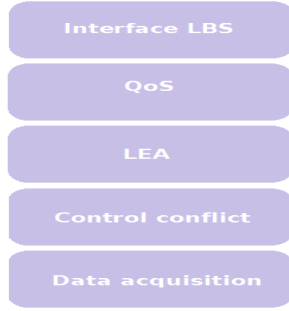 Interface LBS
QoS
LEA
Control conflict
Data acquisition